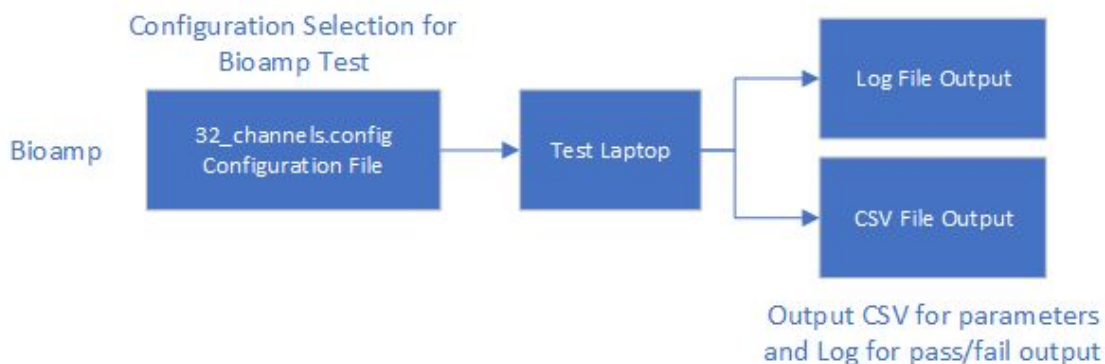 Configuration Selection for
Bioamp Test
Bioamp
32_channels.config
Configuration File
Test Laptop
Log File Output
CSV File Output
Output CSV for parameters
and Log for pass/fail output